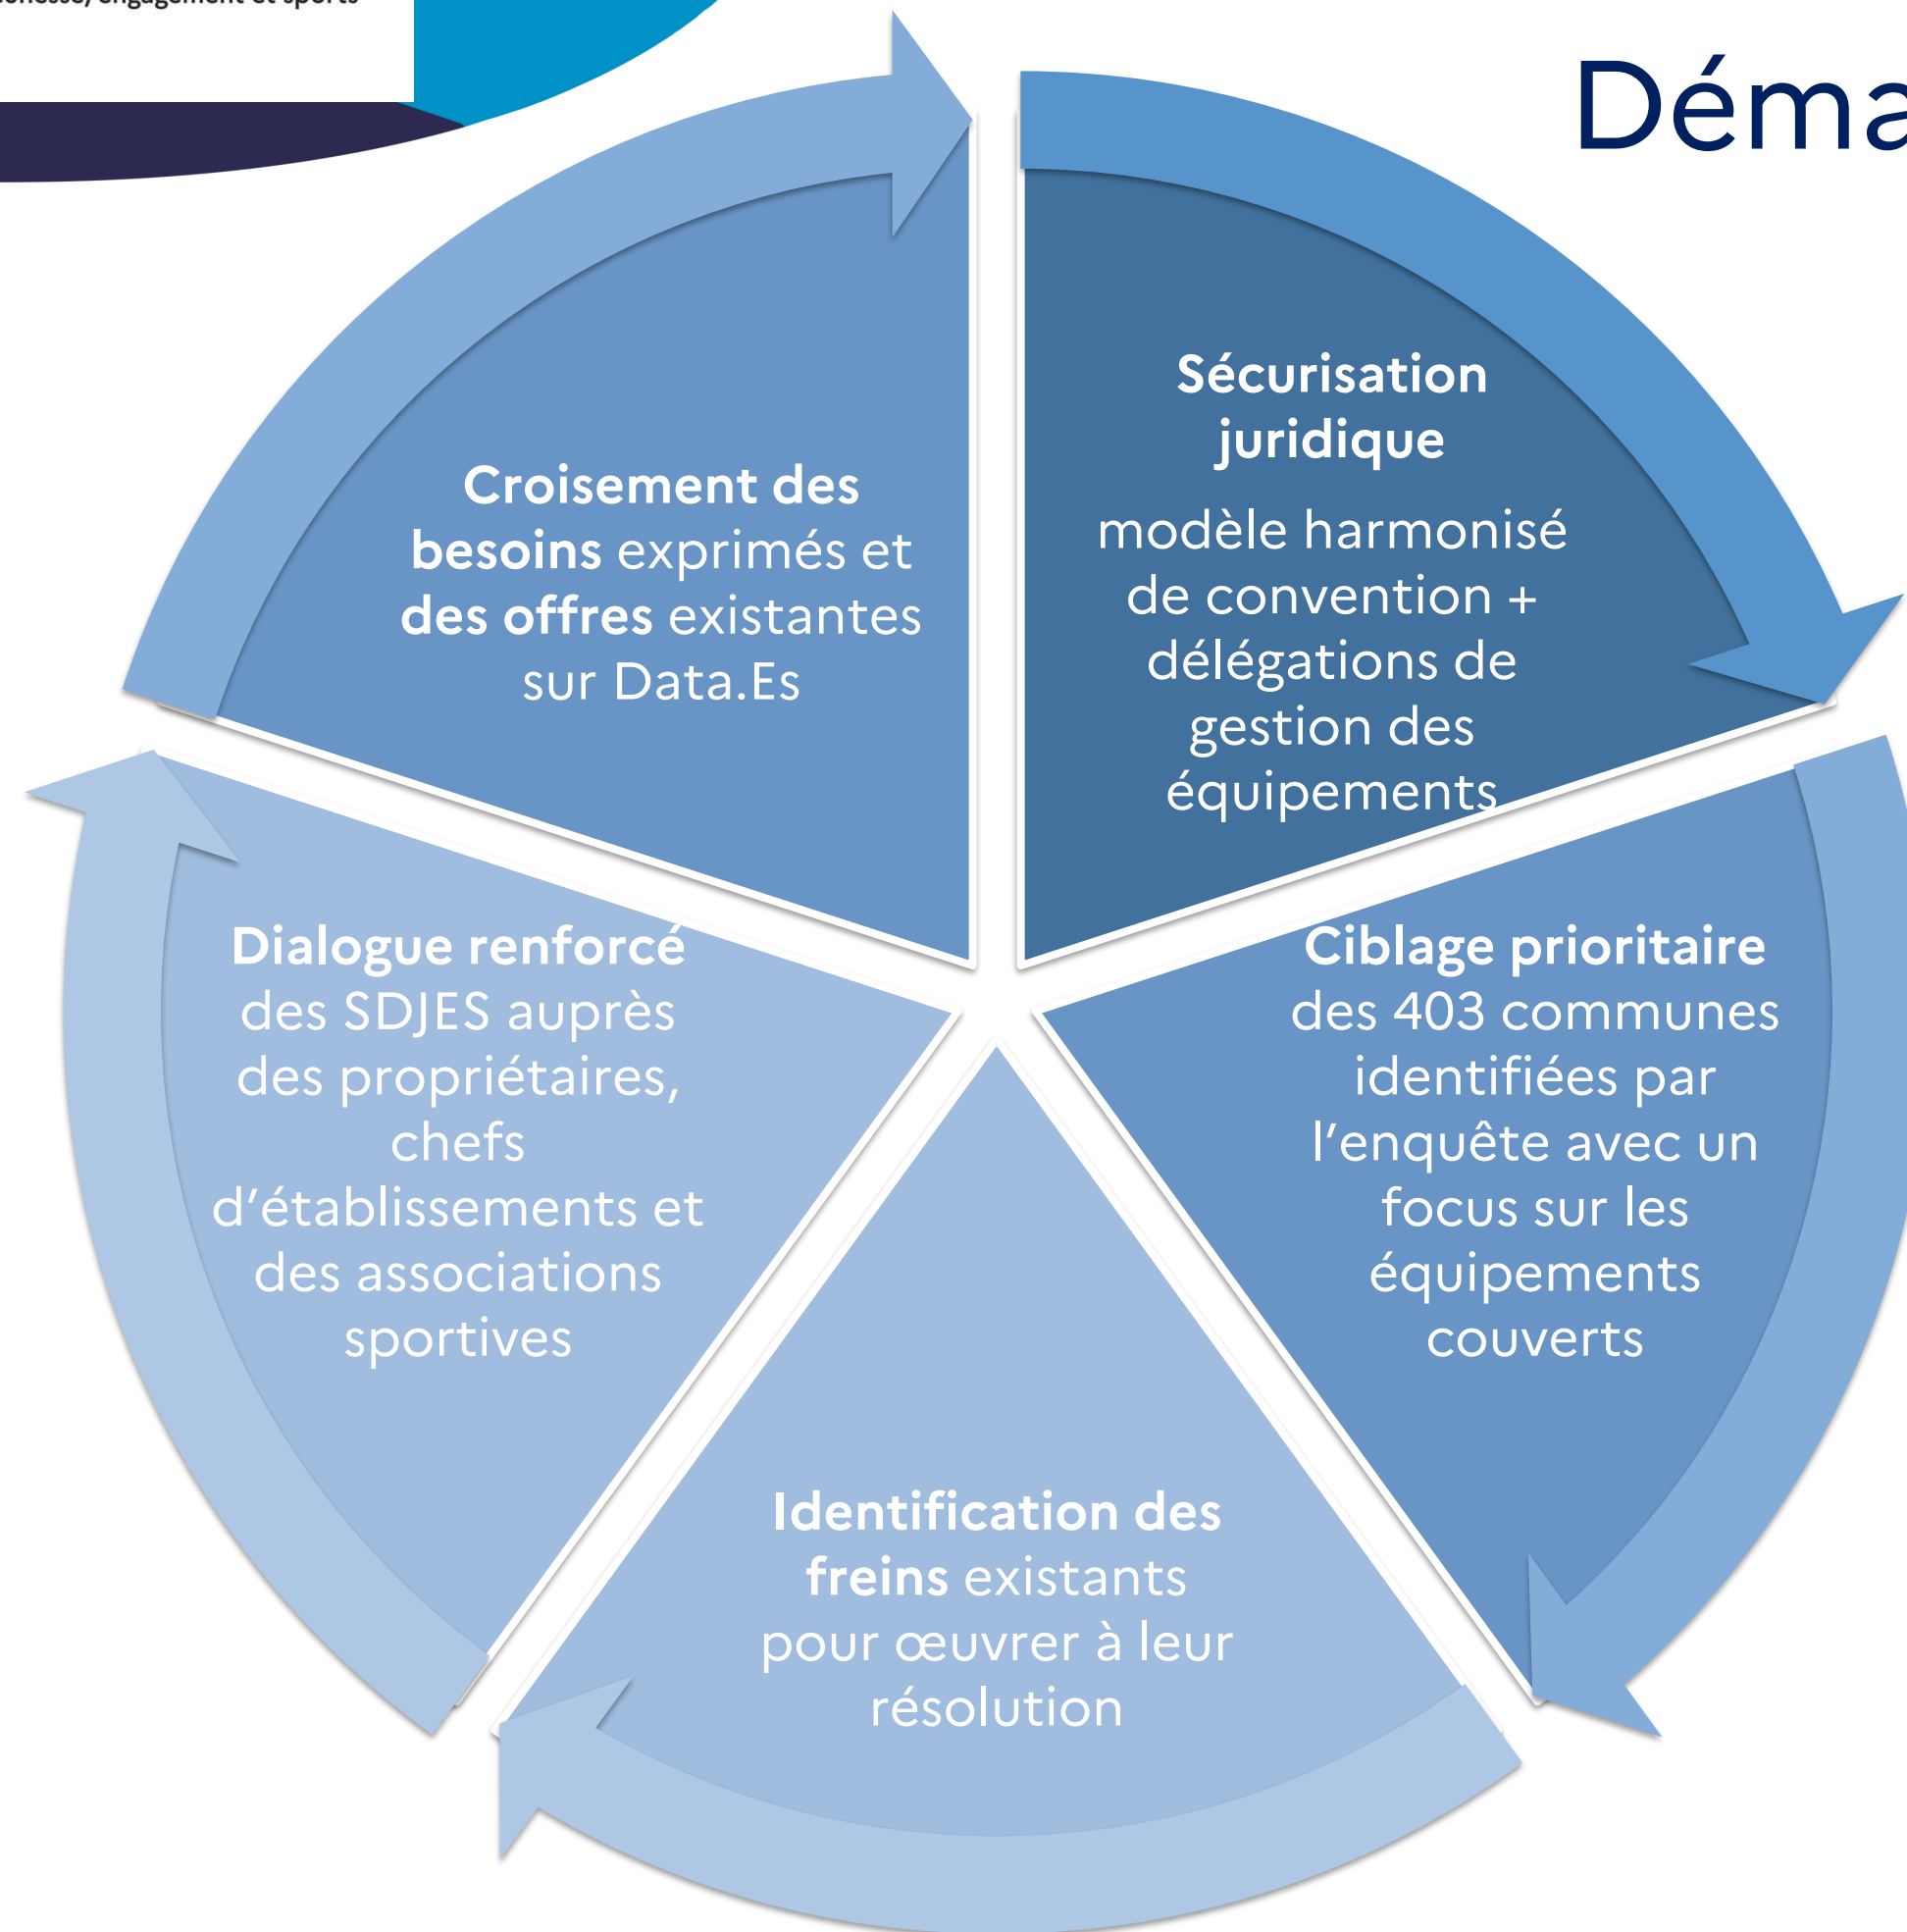 engagement et sports
Déma
Sécurisation
juridique
modèle harmonisé
de convention +
délégations de
gestion des
équipements
Ciblage prioritaire
des 403 communes
identifiées par
l'enquête avec un
focus sur les
équipements
couverts
Identification des
freins existants
pour œuvrer à leur
résolution
Dialogue renforcé
des SDJES auprès
des propriétaires,
chefs
d'établissements et
des associations
sportives
Croisement des
besoins exprimés et
des offres existantes
sur Data.Es